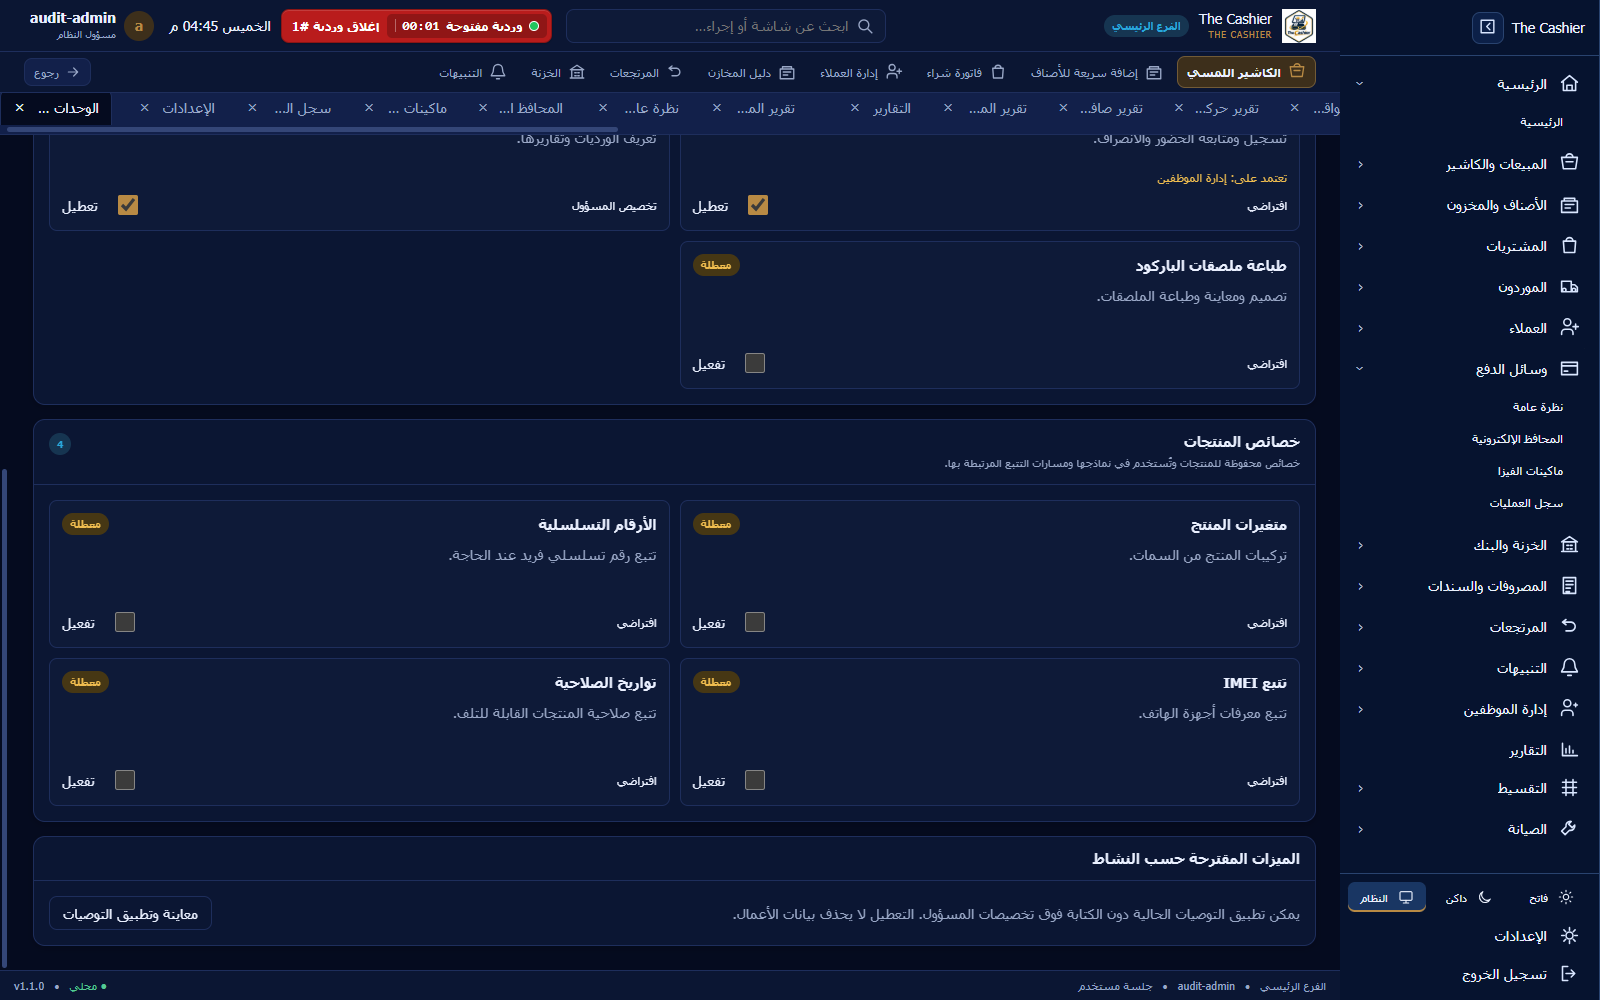 The Cashier
الرئيسية
الرئيسية
المبيعات والكاشير
الأصناف والمخزون
المشتريات
الموردون
العملاء
وسائل الدفع
نظرة عامة
المحافظ الإلكترونية
ماكينات الفيزا
سجل العمليات
الخزنة والبنك
المصروفات والسندات
المرتجعات
التنبيهات
إدارة الموظفين
التقارير
التقسيط
الصيانة
فاتح
داكن
النظام
الإعدادات
تسجيل الخروج
The Cashier
THE CASHIER
الفرع الرئيسي
ابحث عن شاشة أو إجراء...
وردية مفتوحة 00:01
إغلاق وردية #1
الخميس 04:45 م
audit-admin
مسؤول النظام
a
الكاشير اللمسي
إضافة سريعة للأصناف
فاتورة شراء
إدارة العملاء
دليل المخازن
المرتجعات
الخزنة
التنبيهات
رجوع
واق...
تقرير حرك...
تقرير صاف...
تقرير الم...
التقارير
تقرير الم...
نظرة عا...
المحافظ ا...
ماكينات ...
سجل ال...
الإعدادات
الوحدات ...
تسجيل ومتابعة الحضور والانصراف.
تعتمد على: إدارة الموظفين
افتراضي
تعطيل
تعريف الورديات وتقاريرها.
تخصيص المسؤول
تعطيل
طباعة ملصقات الباركود
معطلة
تصميم ومعاينة وطباعة الملصقات.
افتراضي
تفعيل
خصائص المنتجات
4
خصائص محفوظة للمنتجات وتُستخدم في نماذجها ومسارات التتبع المرتبطة بها.
متغيرات المنتج
معطلة
تركيبات المنتج من السمات.
افتراضي
تفعيل
الأرقام التسلسلية
معطلة
تتبع رقم تسلسلي فريد عند الحاجة.
افتراضي
تفعيل
تتبع IMEI
معطلة
تتبع معرفات أجهزة الهاتف.
افتراضي
تفعيل
تواريخ الصلاحية
معطلة
تتبع صلاحية المنتجات القابلة للتلف.
افتراضي
تفعيل
الميزات المقترحة حسب النشاط
يمكن تطبيق التوصيات الحالية دون الكتابة فوق تخصيصات المسؤول. التعطيل لا يحذف بيانات الأعمال.
معاينة وتطبيق التوصيات
الفرع الرئيسي • audit-admin • جلسة مستخدم
محلي • v1.1.0